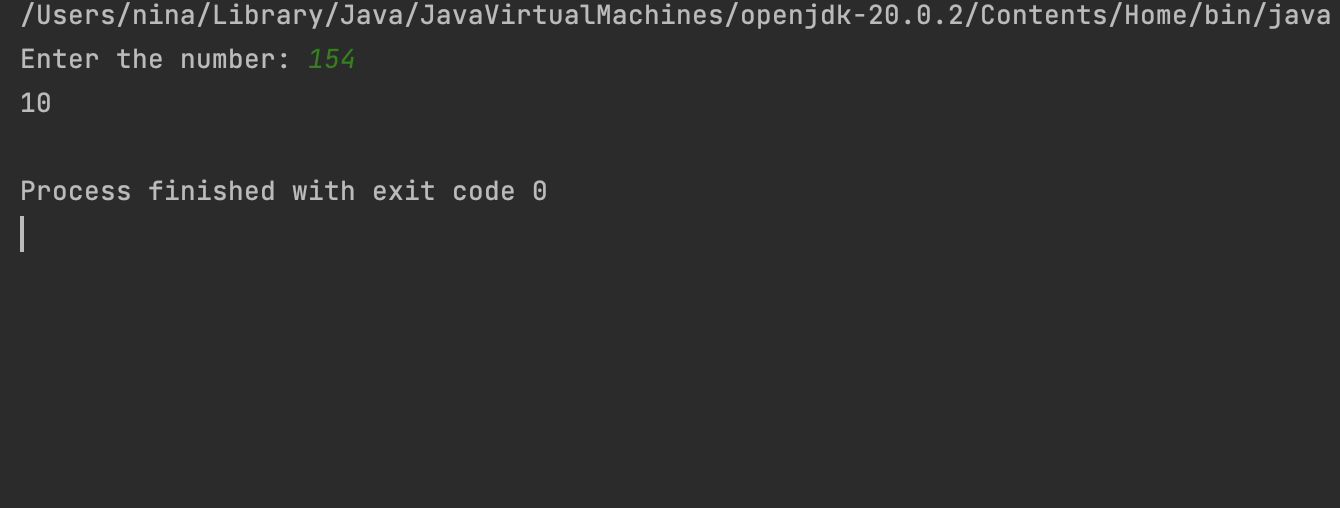 /Users/nina/Library/Java/JavaVirtualMachines/openjdk-20.0.2/Contents/Home/bin/java
Enter the number: 154
10
Process finished with exit code 0